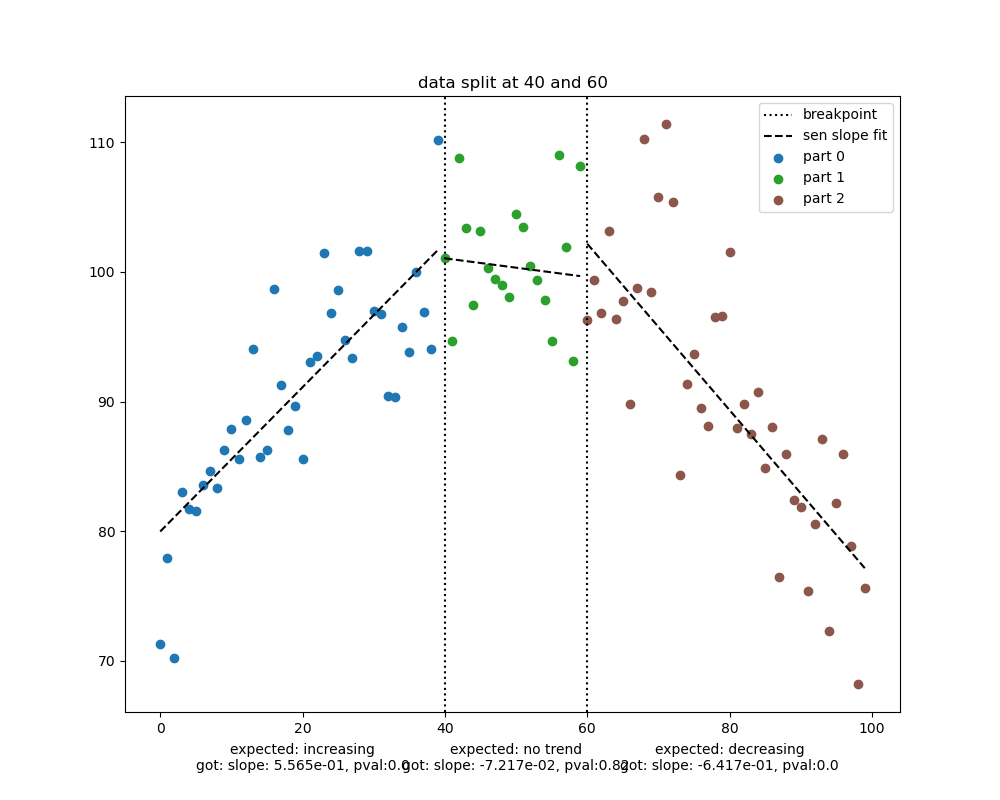 data split at 40 and 60
breakpoint
sen slope fit
part 0
part 1
part 2
110
100
90
80
70
0 20 40 60 80 100
expected: increasing expected: no trend expected: decreasing
got: slope: 5.565e-01, pval:0.0 got: slope: -7.217e-02, pval:0.82 got: slope: -6.417e-01, pval:0.0